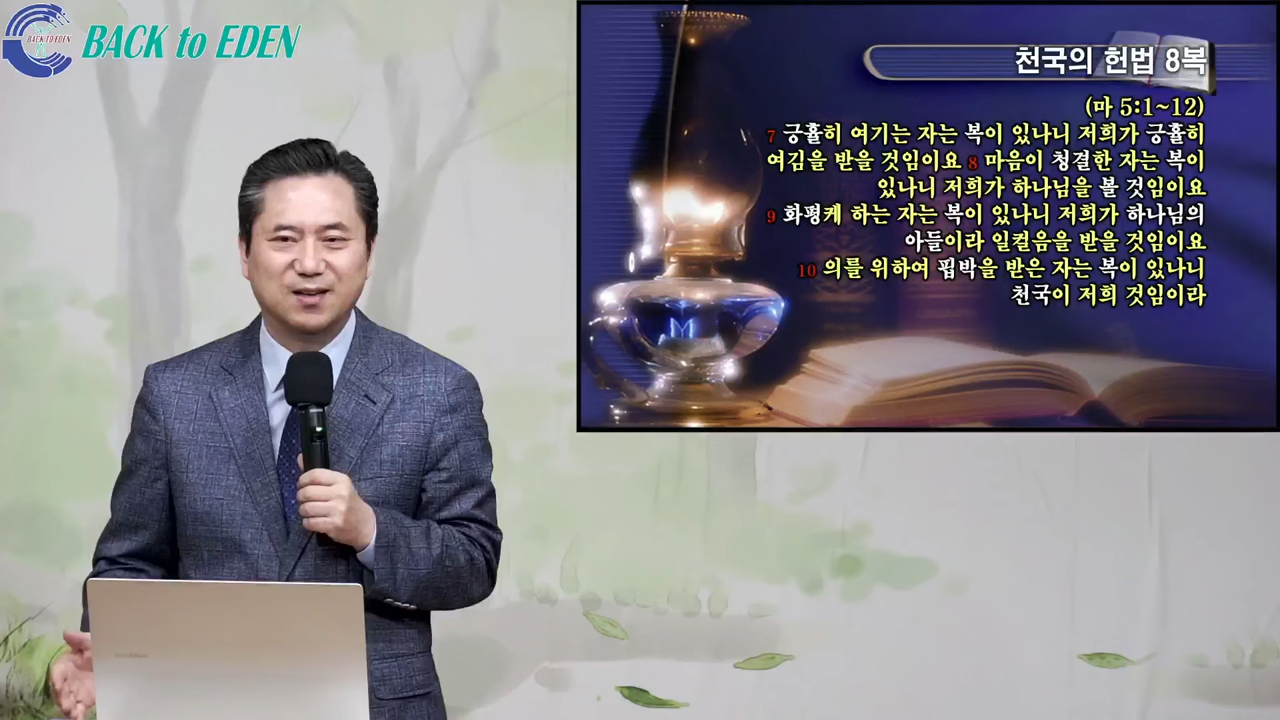 BACK TO EDEN
BACK to EDEN
천국의 헌법 8복
(마 5:1~12)
7 긍휼히 여기는 자는 복이 있나니 저희가 긍휼히
여김을 받을 것임이요 8 마음이 청결한 자는 복이
있나니 저희가 하나님을 볼 것임이요
9 화평케 하는 자는 복이 있나니 저희가 하나님의
아들이라 일컬음을 받을 것임이요
10 의를 위하여 핍박을 받은 자는 복이 있나니
천국이 저희 것임이라